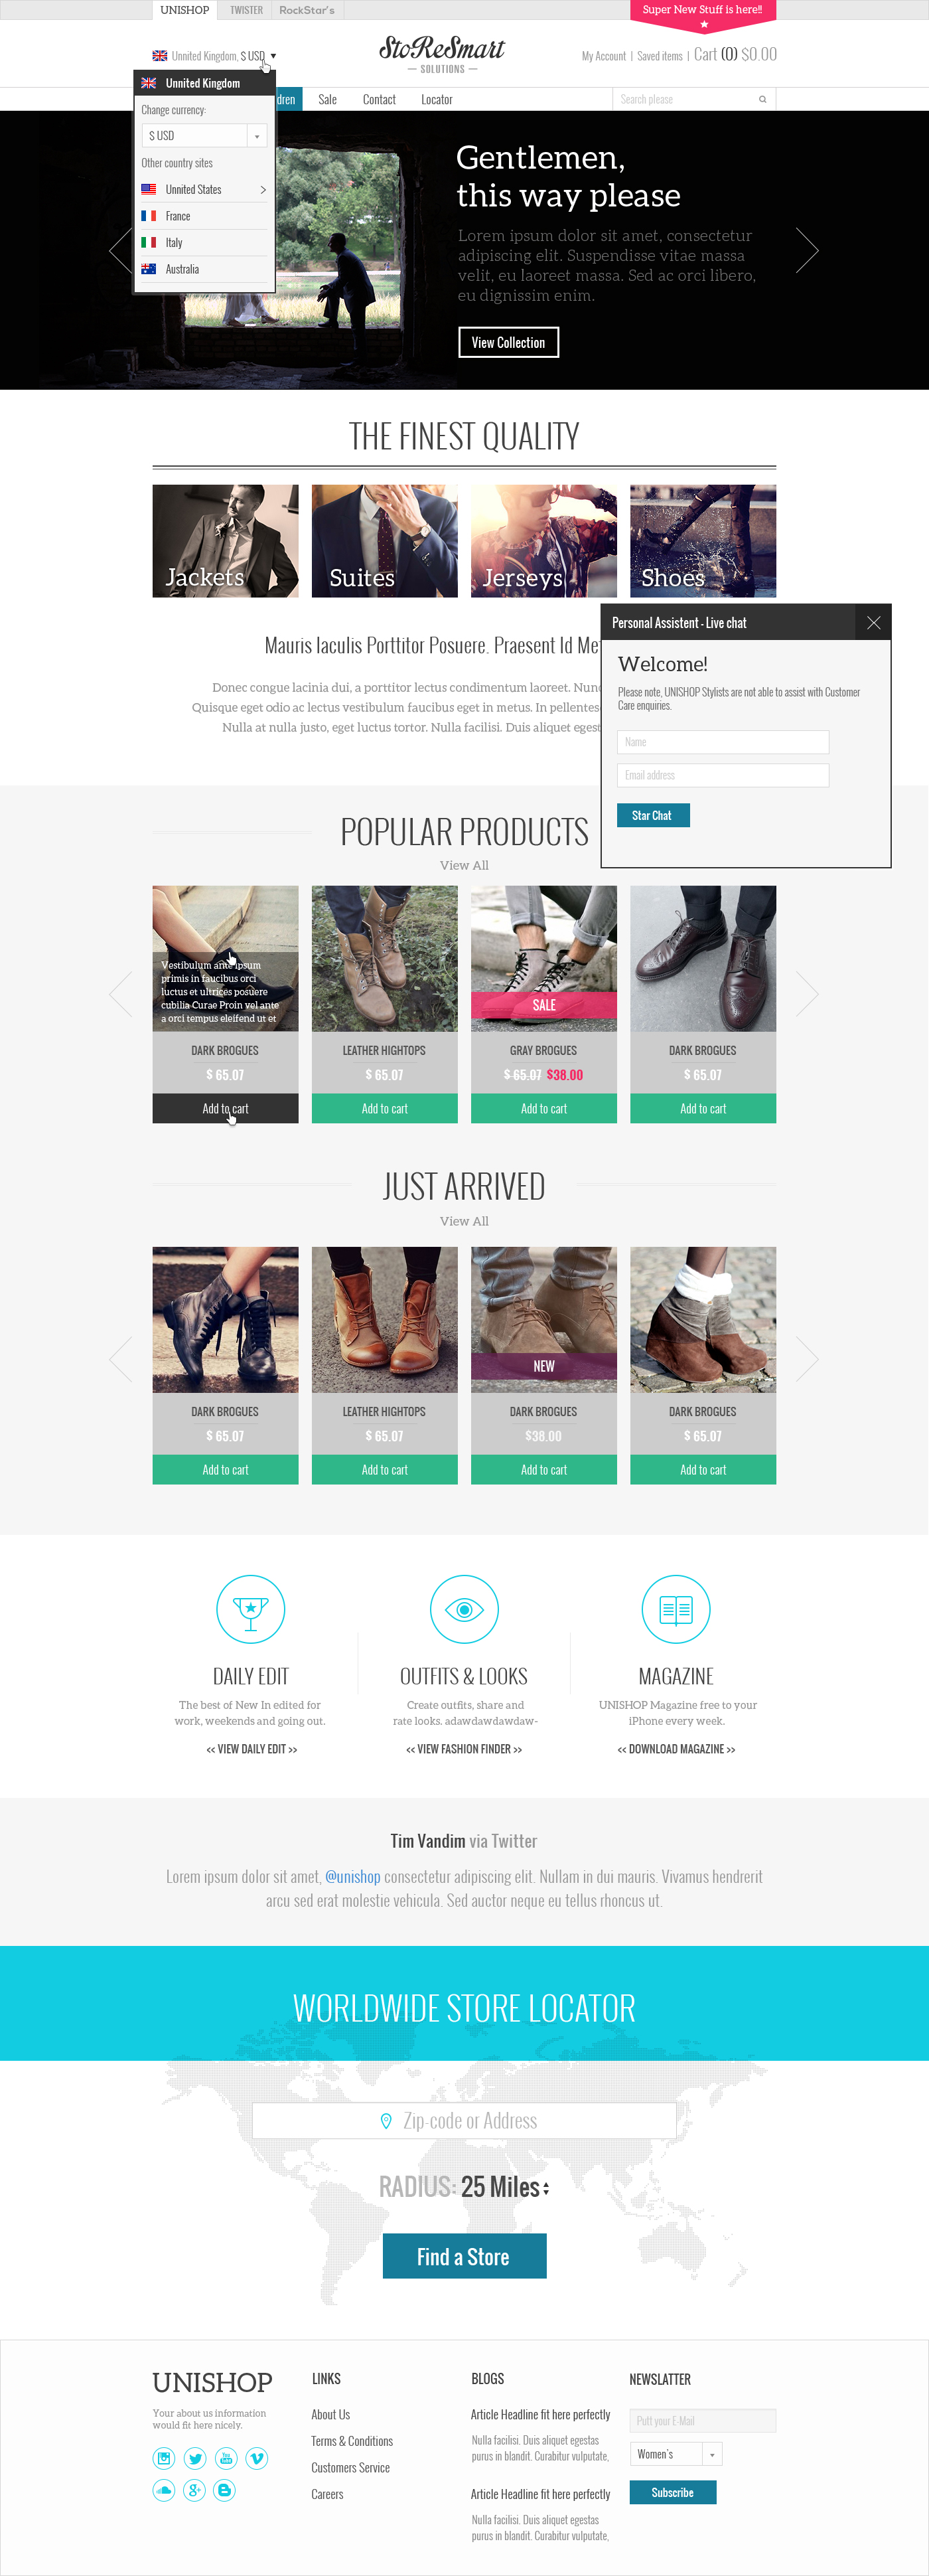 UNISHOP TWISTER RockStar's
Super New Stuff is here!!
Unnited Kingdom, $ USD
StoReSmart
SOLUTIONS
My Account | Saved items | Cart (0) $0.00
Unnited Kingdom
Change currency:
$ USD
Other country sites
Unnited States
France
Italy
Australia
dren Sale Contact Locator
Search please
Gentlemen,
this way please
Lorem ipsum dolor sit amet, consectetur
adipiscing elit. Suspendisse vitae massa
velit, eu laoreet massa. Sed ac orci libero,
eu dignissim enim.
View Collection
THE FINEST QUALITY
Jackets
Suites
Jerseys
Shoes
Mauris Iaculis Porttitor Posuere. Praesent Id Me
Donec congue lacinia dui, a porttitor lectus condimentum laoreet. Nunc
Quisque eget odio ac lectus vestibulum faucibus eget in metus. In pellentes
Nulla at nulla justo, eget luctus tortor. Nulla facilisi. Duis aliquet egest
Personal Assistent - Live chat
Welcome!
Please note, UNISHOP Stylists are not able to assist with Customer
Care enquiries.
Name
Email address
Star Chat
POPULAR PRODUCTS
View All
Vestibulum ante ipsum
primis in faucibus orci
luctus et ultrices posuere
cubilia Curae Proin vel ante
a orci tempus eleifend ut et
SALE
DARK BROGUES
$ 65.07
Add to cart
LEATHER HIGHTOPS
$ 65.07
Add to cart
GRAY BROGUES
$ 65.07 $38.00
Add to cart
DARK BROGUES
$ 65.07
Add to cart
JUST ARRIVED
View All
NEW
DARK BROGUES
$ 65.07
Add to cart
LEATHER HIGHTOPS
$ 65.07
Add to cart
DARK BROGUES
$38.00
Add to cart
DARK BROGUES
$ 65.07
Add to cart
DAILY EDIT
The best of New In edited for
work, weekends and going out.
<< VIEW DAILY EDIT >>
OUTFITS & LOOKS
Create outfits, share and
rate looks. adawdawdawdaw-
<< VIEW FASHION FINDER >>
MAGAZINE
UNISHOP Magazine free to your
iPhone every week.
<< DOWNLOAD MAGAZINE >>
Tim Vandim via Twitter
Lorem ipsum dolor sit amet, @unishop consectetur adipiscing elit. Nullam in dui mauris. Vivamus hendrerit
arcu sed erat molestie vehicula. Sed auctor neque eu tellus rhoncus ut.
WORLDWIDE STORE LOCATOR
Zip-code or Address
RADIUS: 25 Miles
Find a Store
UNISHOP
Your about us information
would fit here nicely.
You Tube
g+
LINKS
About Us
Terms & Conditions
Customers Service
Careers
BLOGS
Article Headline fit here perfectly
Nulla facilisi. Duis aliquet egestas
purus in blandit. Curabitur vulputate,
Article Headline fit here perfectly
Nulla facilisi. Duis aliquet egestas
purus in blandit. Curabitur vulputate,
NEWSLATTER
Putt your E-Mail
Women's
Subscribe